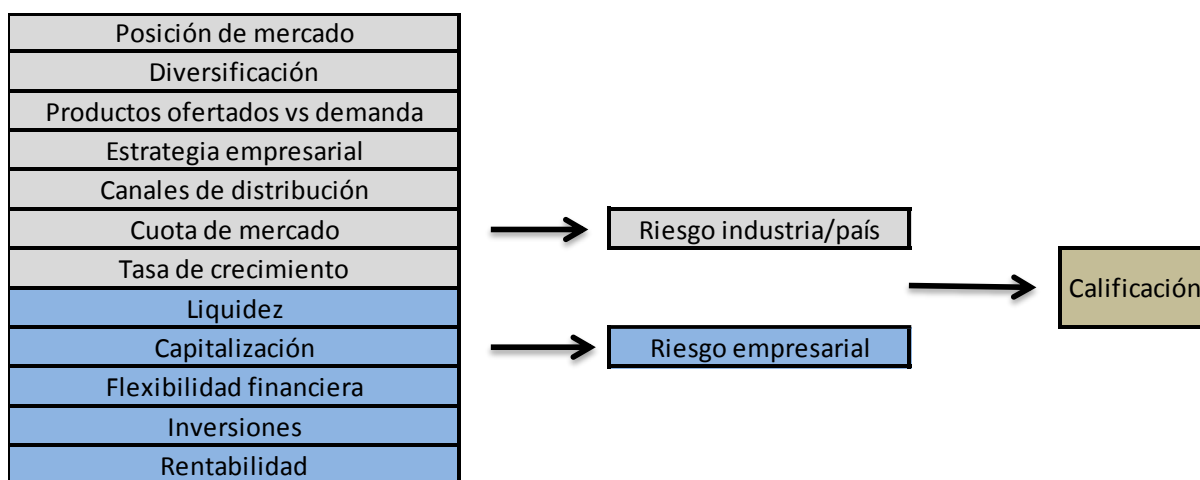 Posición de mercado
Diversificación
Productos ofertados vs demanda
Estrategia empresarial
Canales de distribución
Cuota de mercado
Tasa de crecimiento
Liquidez
Capitalización
Flexibilidad financiera
Inversiones
Rentabilidad
Riesgo industria/país
Riesgo empresarial
Calificación